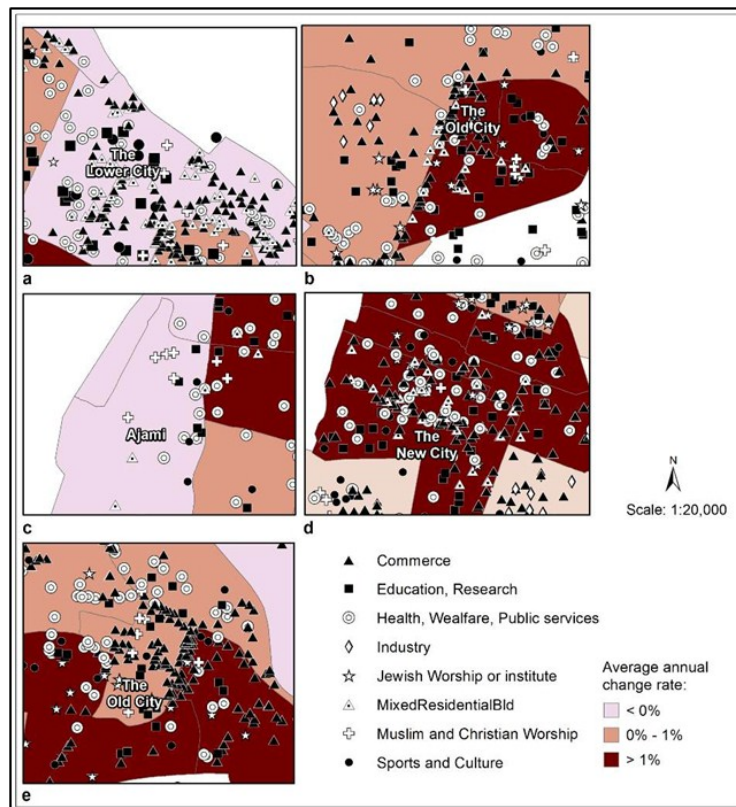 The
Lower City
a
The
Old City
b
Ajami
c
The
New City
d
N
Scale: 1:20,000
The
Old City
e
Commerce
Education, Research
Health, Wealfare, Public services
Industry
Jewish Worship or institute
MixedResidentialBld
Muslim and Christian Worship
Sports and Culture
Average annual
change rate:
< 0%
0% - 1%
> 1%